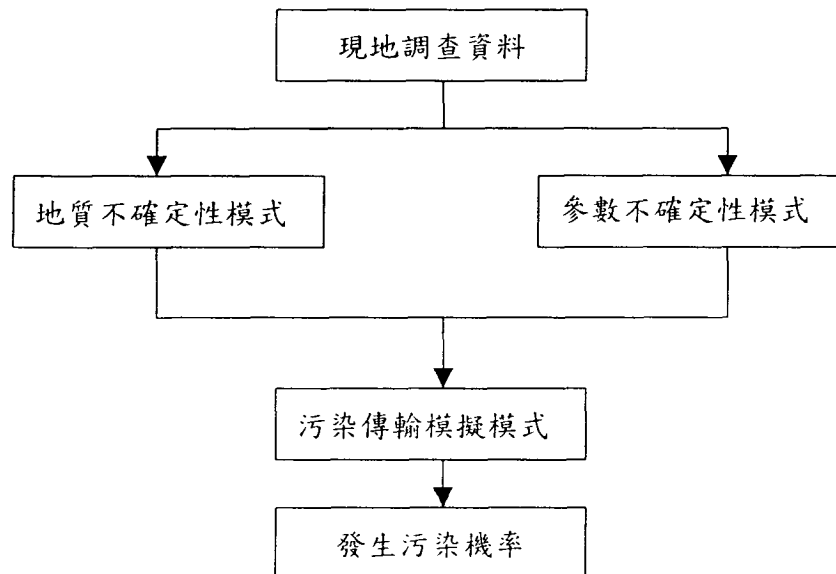 現地調查資料
地質不確定性模式
參數不確定性模式
污染傳輸模擬模式
發生污染機率